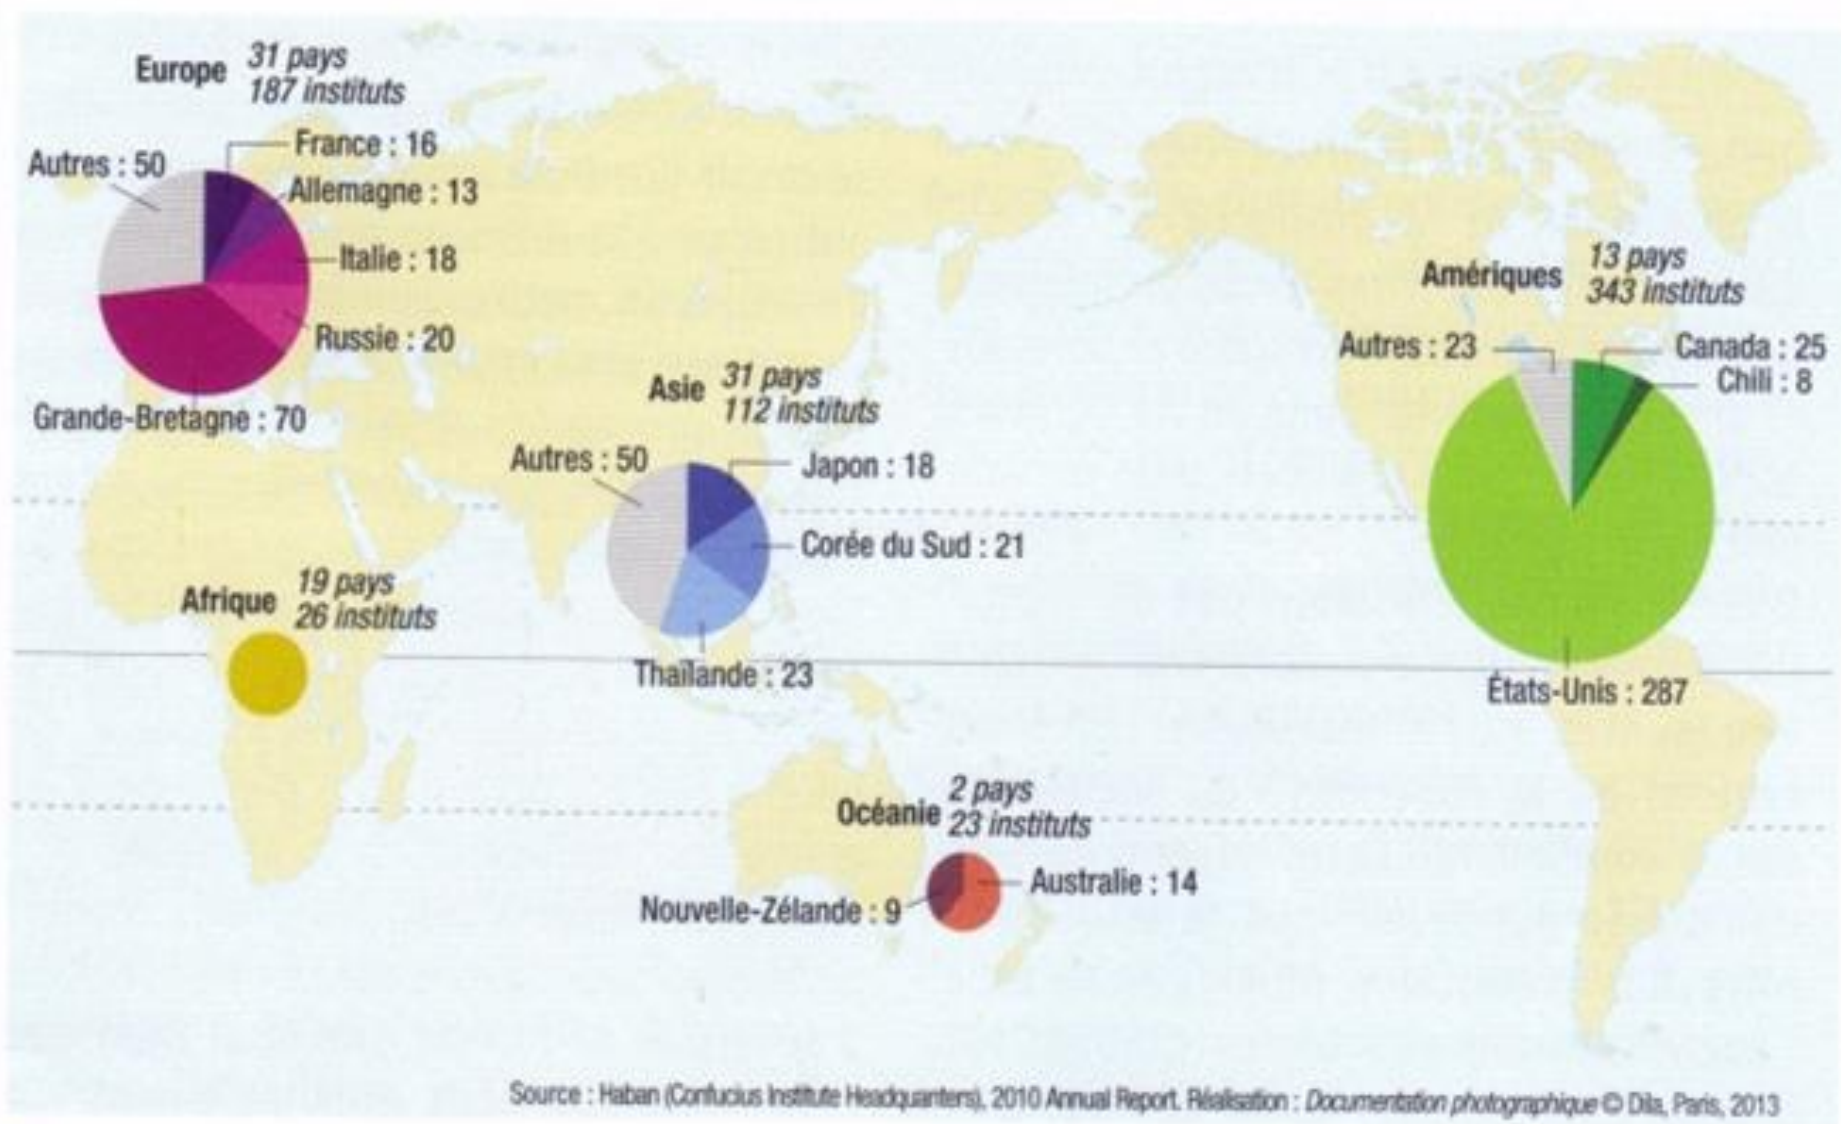 Europe
31 pays
187 instituts
France : 16
Autres : 50
Allemagne : 13
Italie : 18
Russie : 20
Grande-Bretagne : 70
Asie
31 pays
112 instituts
Autres : 50
Japon : 18
Corée du Sud : 21
Thaïlande : 23
Amériques
13 pays
343 instituts
Autres : 23
Canada : 25
Chili : 8
États-Unis : 287
Afrique
19 pays
26 instituts
Océanie
2 pays
23 instituts
Australie : 14
Nouvelle-Zélande : 9
Source : Haban (Confucius Institute Headquarters), 2010 Annual Report. Réalisation : Documentation photographique © Dila, Paris, 2013